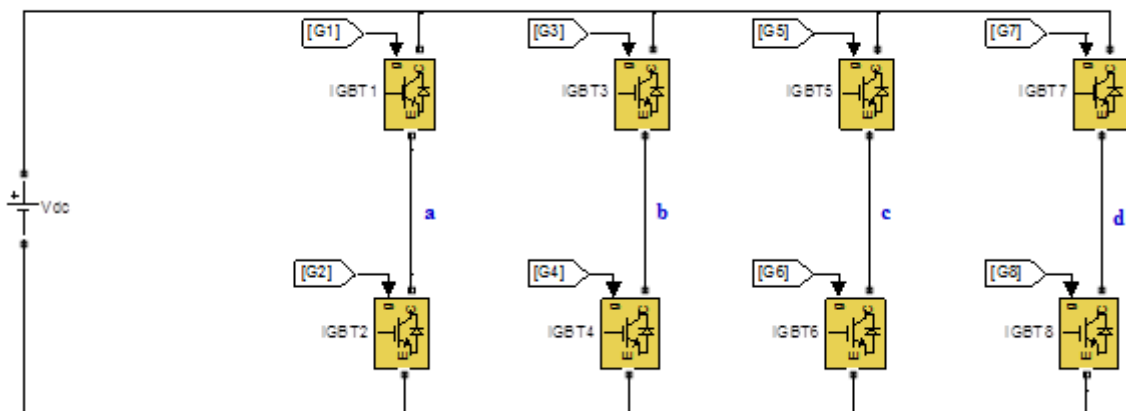 [G1] [G3] [G5] [G7]
g C g C g C g C
IGBT1 IGBT3 IGBT5 IGBT7
E E E E
+
Vdc a b c d
[G2] [G4] [G6] [G8]
g C g C g C g C
IGBT2 IGBT4 IGBT6 IGBT8
E E E E